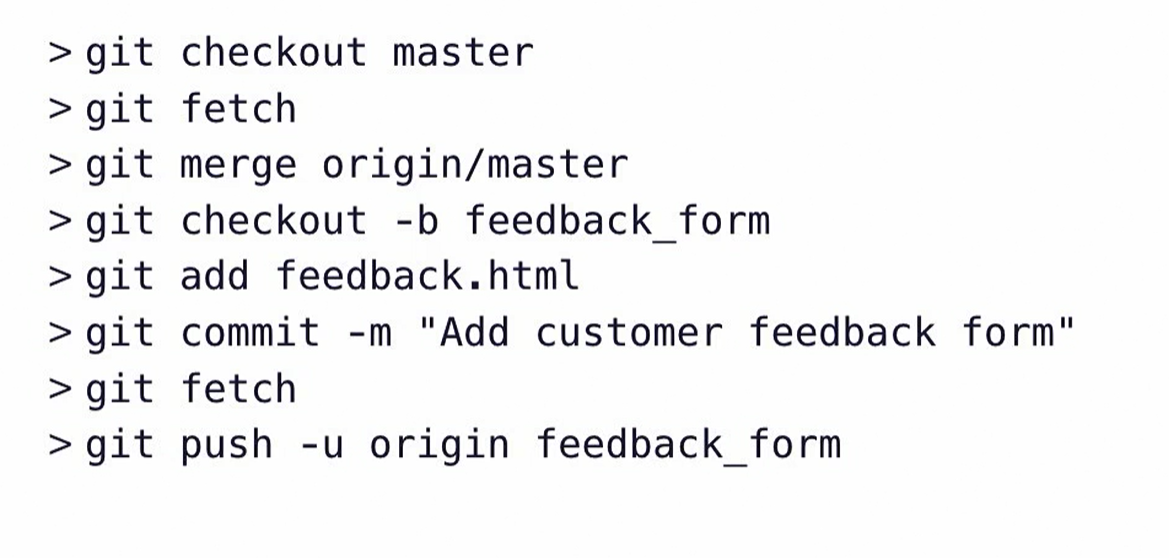 > git checkout master
> git fetch
> git merge origin/master
> git checkout -b feedback_form
> git add feedback.html
> git commit -m "Add customer feedback form"
> git fetch
> git push -u origin feedback_form